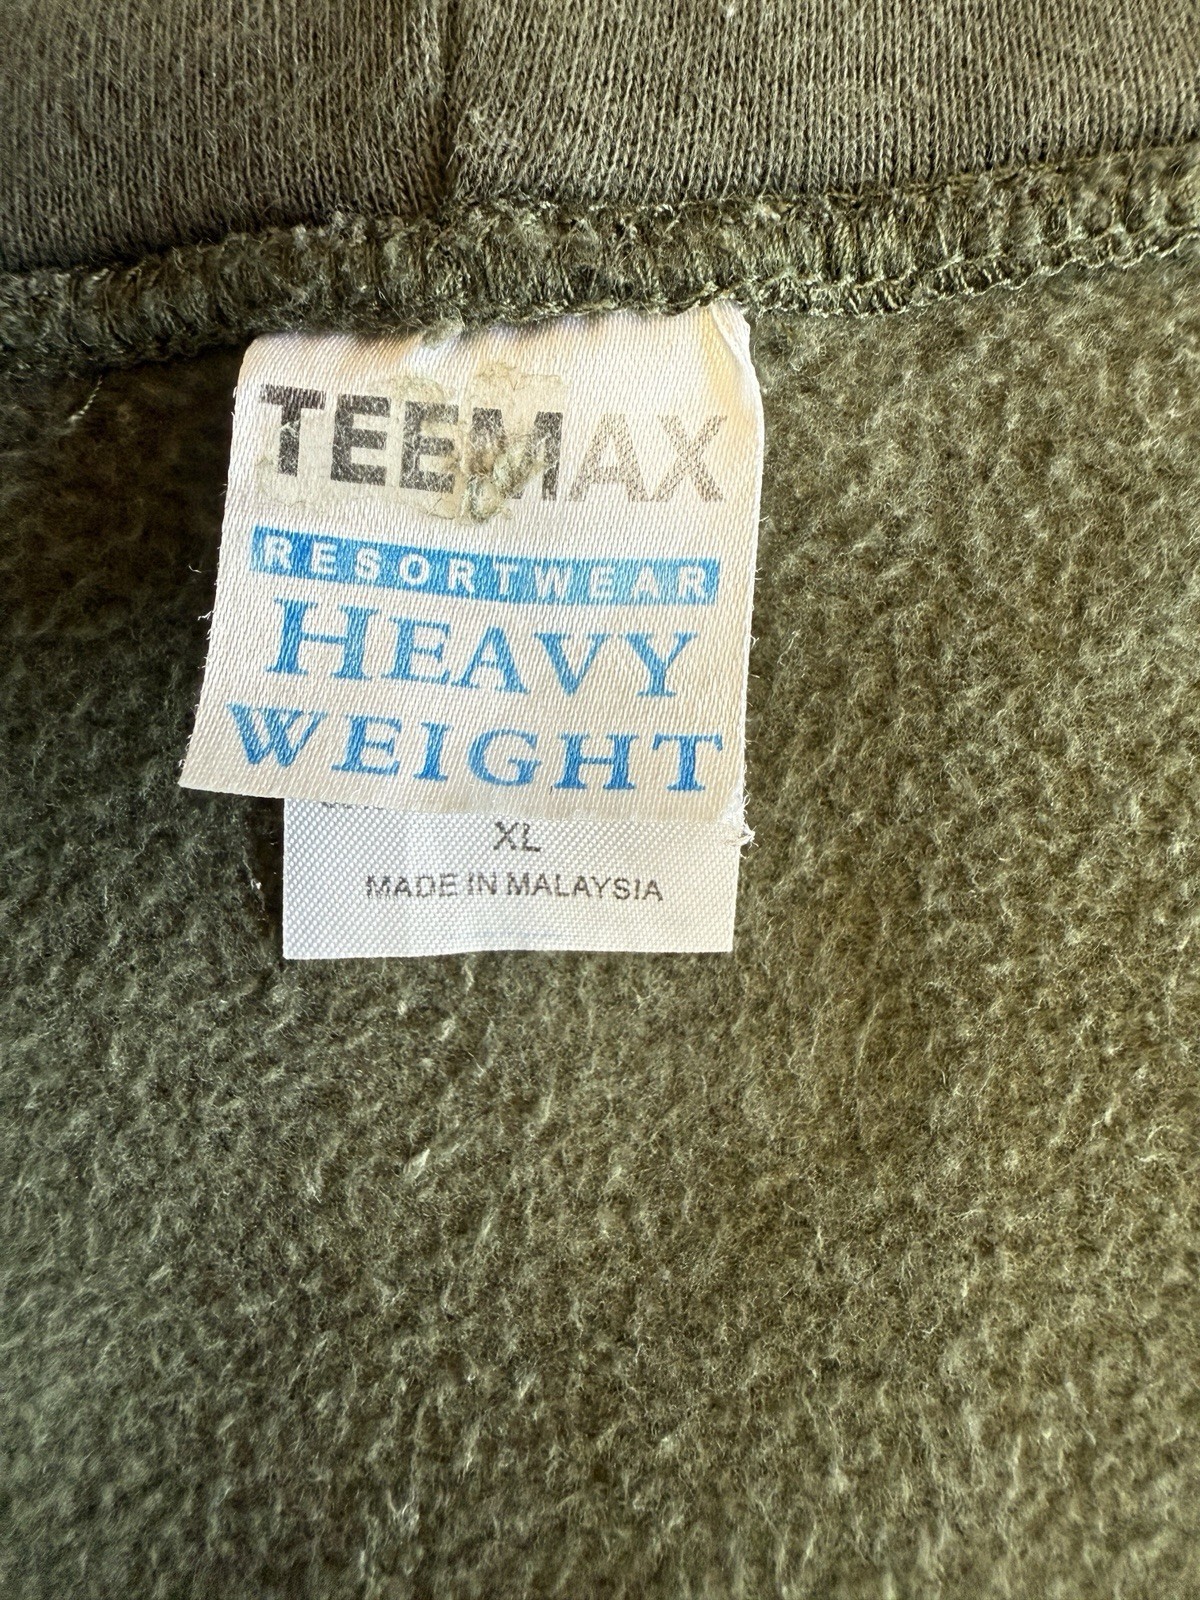 TEEMAX
RESORTWEAR
HEAVY
WEIGHT
XL
MADE IN MALAYSIA